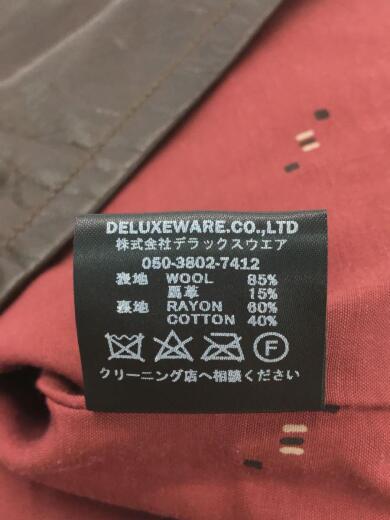 DELUXEWARE.CO.,LTD
株式会社デラックスウエア
050-3802-7412
表地 WOOL 85%
馬革 15%
裏地 RAYON 60%
COTTON 40%
F
クリーニング店へ相談ください